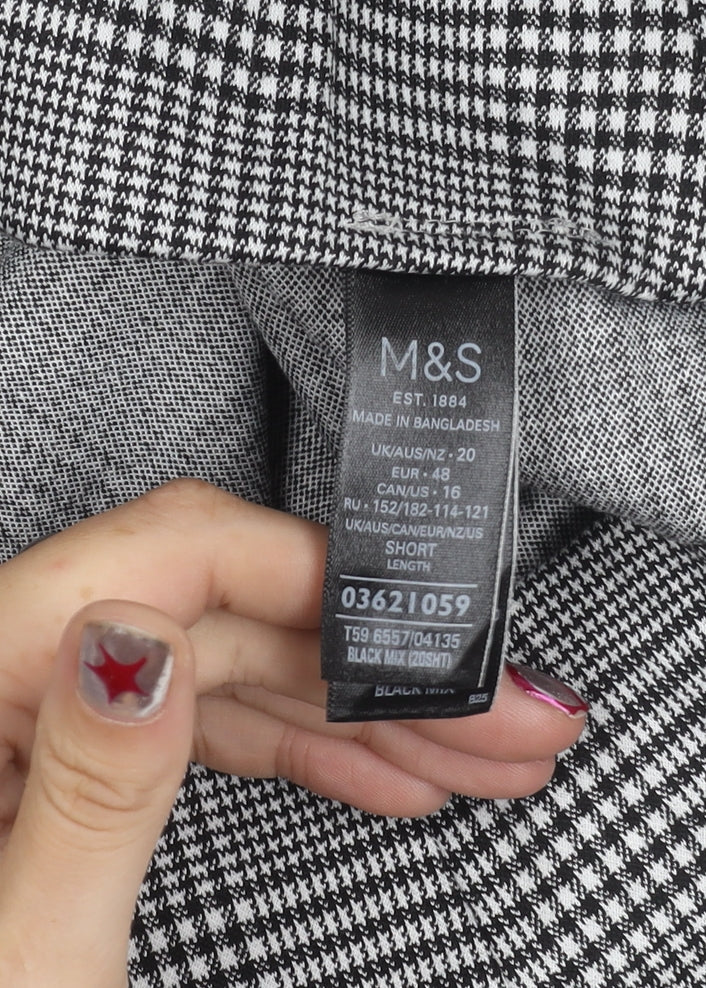 M&S
EST. 1884
MADE IN BANGLADESH
UK/AUS/NZ • 20
EUR • 48
CAN/US • 16
RU • 152/182-114-121
UK/AUS/CAN/EUR/NZ/US
SHORT
LENGTH
03621059
T59 6557/04135
BLACK MIX (20SHT)
BLACK MIX
825